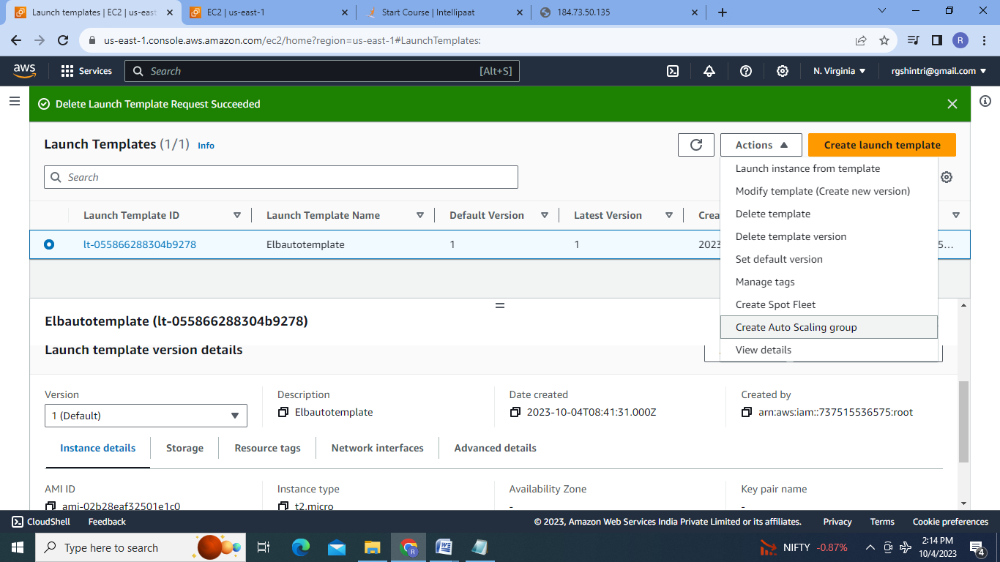 Launch templates | EC2 | us-east
EC2 | us-east-1
Start Course | Intellipaat
184.73.50.135
us-east-1.console.aws.amazon.com/ec2/home?region=us-east-1#LaunchTemplates:
R
aws
Services
Search
[Alt+S]
N. Virginia
rgshintri@gmail.com
Delete Launch Template Request Succeeded
Launch Templates (1/1) Info
Actions
Create launch template
Search
Launch instance from template
Modify template (Create new version)
Delete template
Delete template version
Set default version
Manage tags
Create Spot Fleet
Create Auto Scaling group
View details
Launch Template ID
Launch Template Name
Default Version
Latest Version
Crea
lt-055866288304b9278
Elbautotemplate
1
1
2023
5...
Elbautotemplate (lt-055866288304b9278)
Launch template version details
Version
Description
Date created
Created by
1 (Default)
Elbautotemplate
2023-10-04T08:41:31.000Z
arn:aws:iam::737515536575:root
Instance details
Storage
Resource tags
Network interfaces
Advanced details
AMI ID
Instance type
Availability Zone
Key pair name
ami-02b28eaf32501e1c0
t2.micro
-
-
CloudShell
Feedback
© 2023, Amazon Web Services India Private Limited or its affiliates.
Privacy
Terms
Cookie preferences
Type here to search
NIFTY -0.87%
2:14 PM
10/4/2023
4